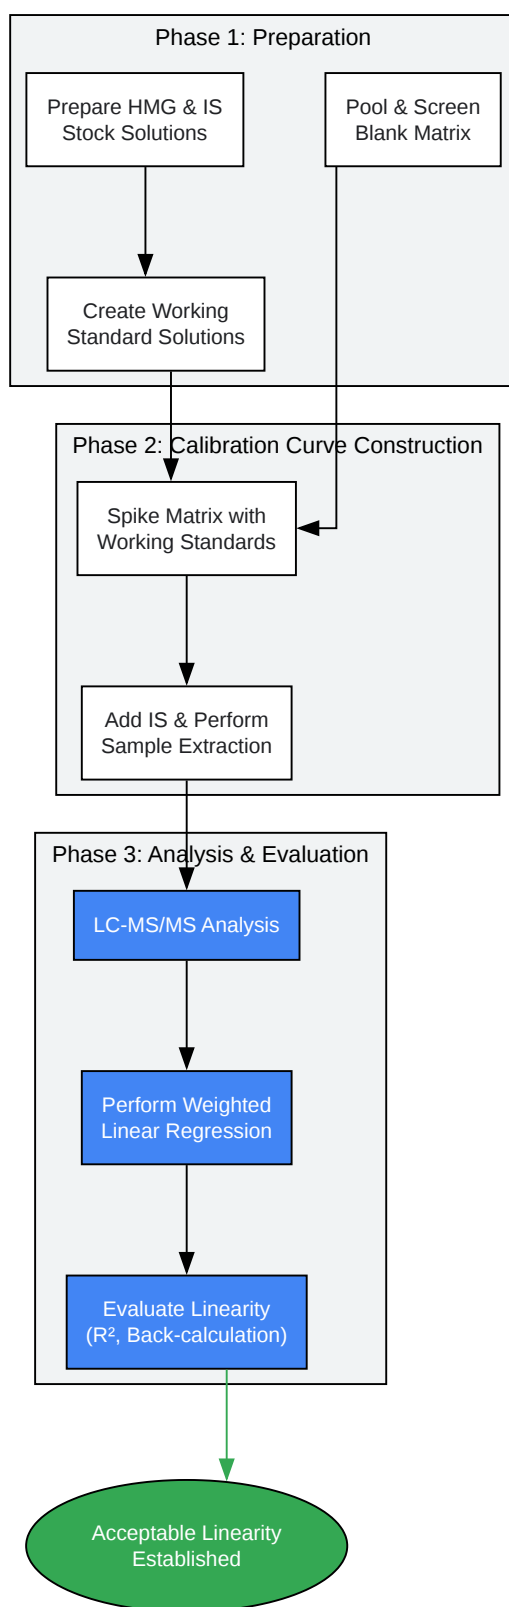 Phase 1: Preparation
Prepare HMG & IS
Stock Solutions
Pool & Screen
Blank Matrix
Create Working
Standard Solutions
Phase 2: Calibration Curve Construction
Spike Matrix with
Working Standards
Add IS & Perform
Sample Extraction
Phase 3: Analysis & Evaluation
LC-MS/MS Analysis
Perform Weighted
Linear Regression
Evaluate Linearity
(R², Back-calculation)
Acceptable Linearity
Established